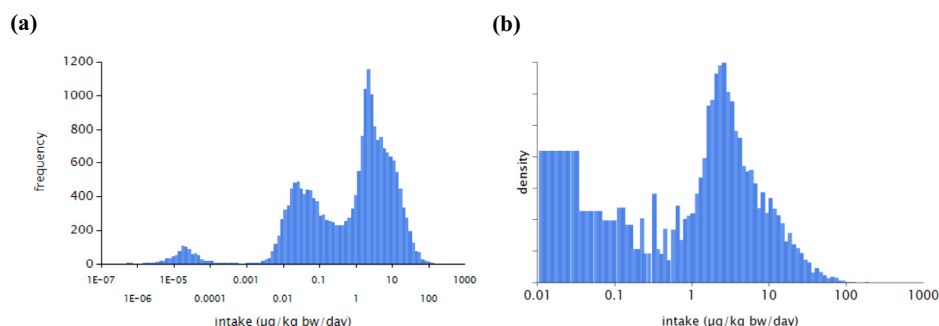 (a)
1200
1000
800
600
400
200
0
frequency
1E-07 1E-05 0.001 0.1 10 1000
1E-06 0.0001 0.01 1 100
intake (µg/kg bw/day)
(b)
density
0.01 0.1 1 10 100 1000
intake (µg/kg bw/day)